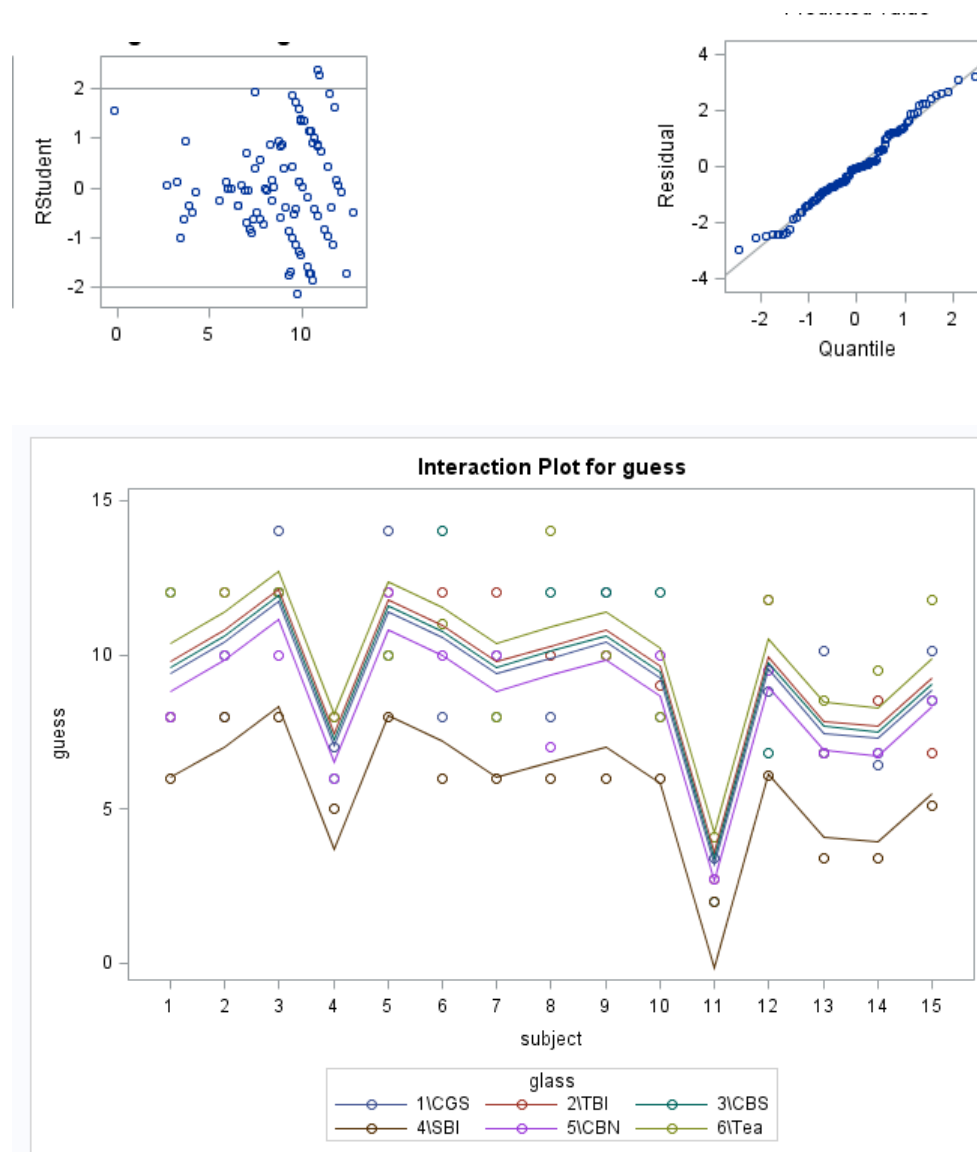 RStudent
2
1
0
-1
-2
0 5 10
Residual
4
2
0
-2
-4
-2 -1 0 1 2
Quantile
Interaction Plot for guess
guess
15
10
5
0
1 2 3 4 5 6 7 8 9 10 11 12 13 14 15
subject
glass
1\CGS 2\TBI 3\CBS
4\SBI 5\CBN 6\Tea